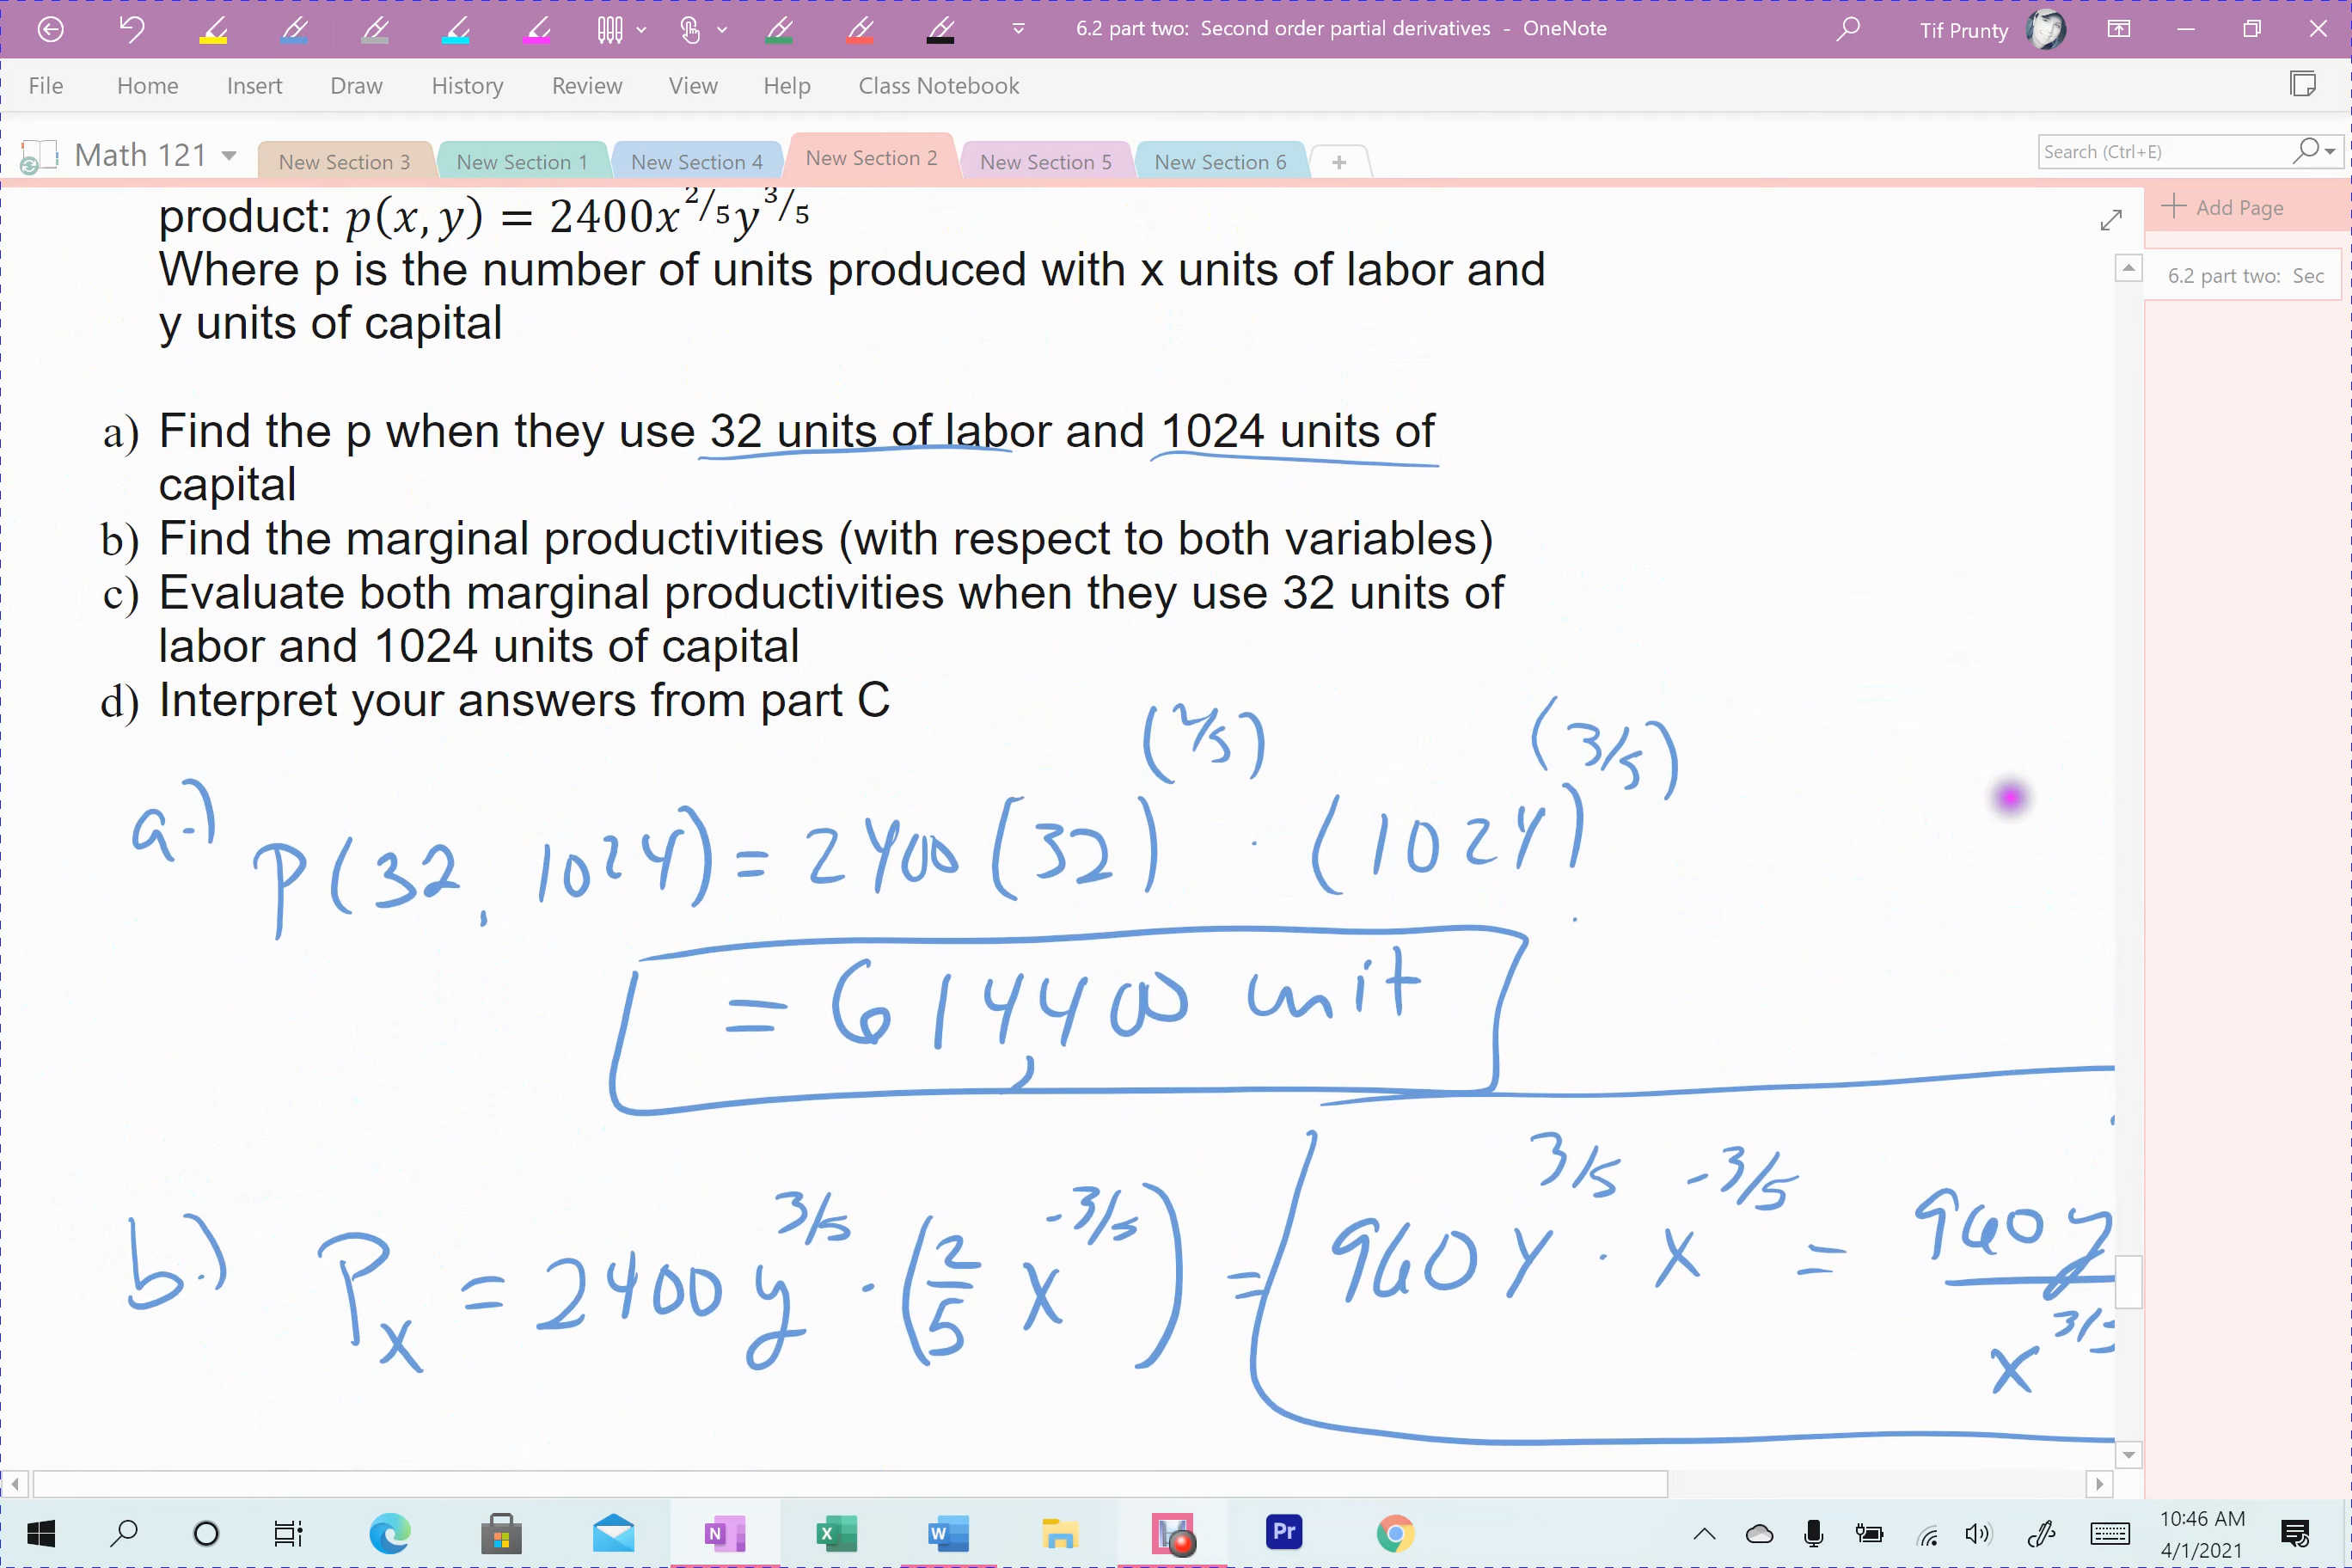 6.2 part two: Second order partial derivatives - OneNote
Tif Prunty
File Home Insert Draw History Review View Help Class Notebook
Math 121 New Section 3 New Section 1 New Section 4 New Section 2 New Section 5 New Section 6 +
Search (Ctrl+E)
Add Page
6.2 part two: Sec
product: p(x, y) = 2400x^2/5 y^3/5
Where p is the number of units produced with x units of labor and
y units of capital
a) Find the p when they use 32 units of labor and 1024 units of
capital
b) Find the marginal productivities (with respect to both variables)
c) Evaluate both marginal productivities when they use 32 units of
labor and 1024 units of capital
d) Interpret your answers from part C
a.) P(32, 1024) = 2400(32)^(2/5) · (1024)^(3/5)
= 614,400 unit
b.) P_x = 2400 y^3/5 · (2/5 x^-3/5) = 960 y^3/5 · x^-3/5 = 960 y / x^3/5
N
X
W
Pr
10:46 AM
4/1/2021